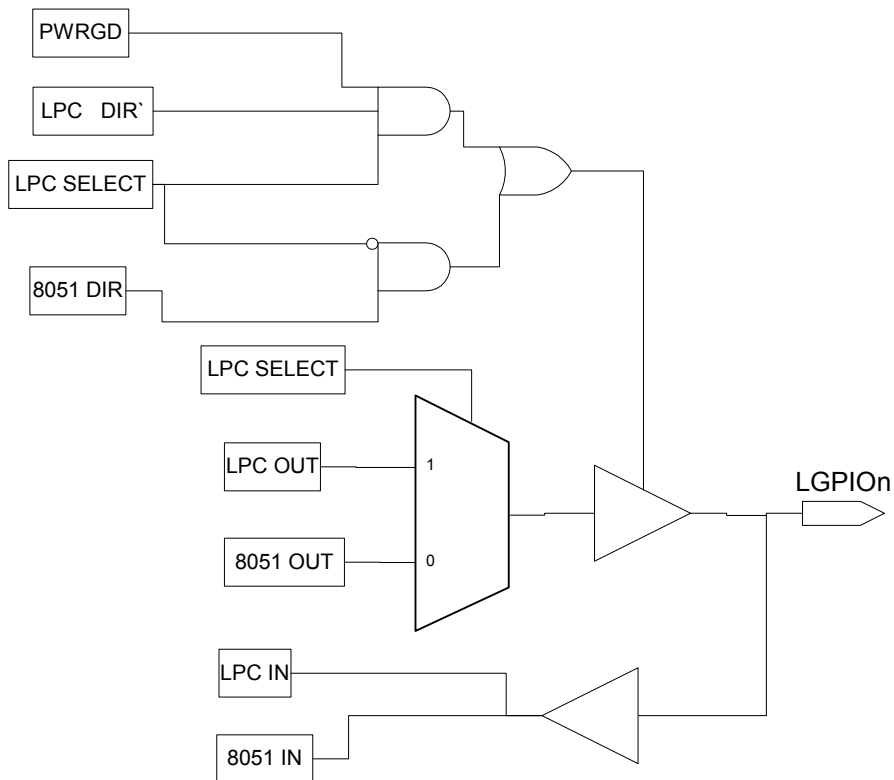 PWRGD
LPC DIR`
LPC SELECT
8051 DIR
LPC SELECT
LPC OUT
1
LGPIOn
8051 OUT
0
LPC IN
8051 IN